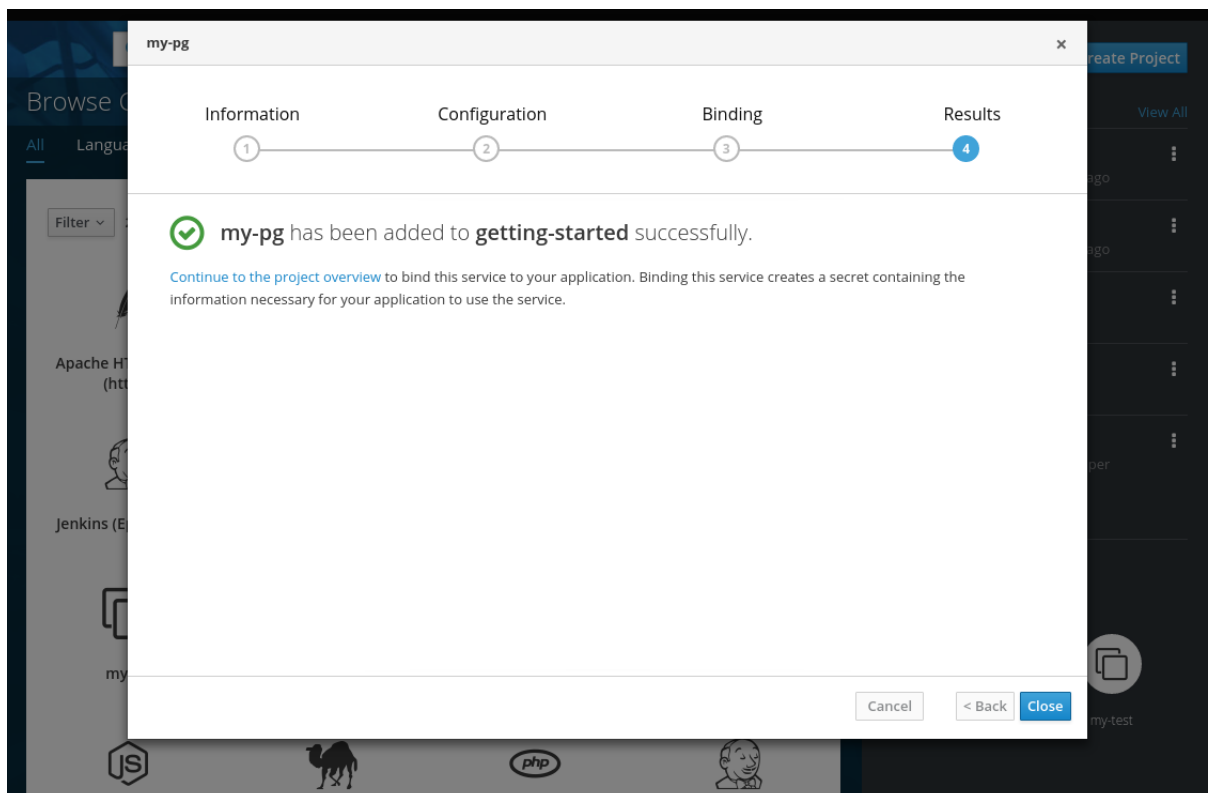 my-pg ×
reate Project
Browse
View All
All
Information Configuration Binding Results
1 2 3 4
ago
Filter
my-pg has been added to getting-started successfully.
ago
Continue to the project overview to bind this service to your application. Binding this service creates a secret containing the
information necessary for your application to use the service.
Apache
per
Jenkins
my
Cancel < Back Close
my-test
JS php